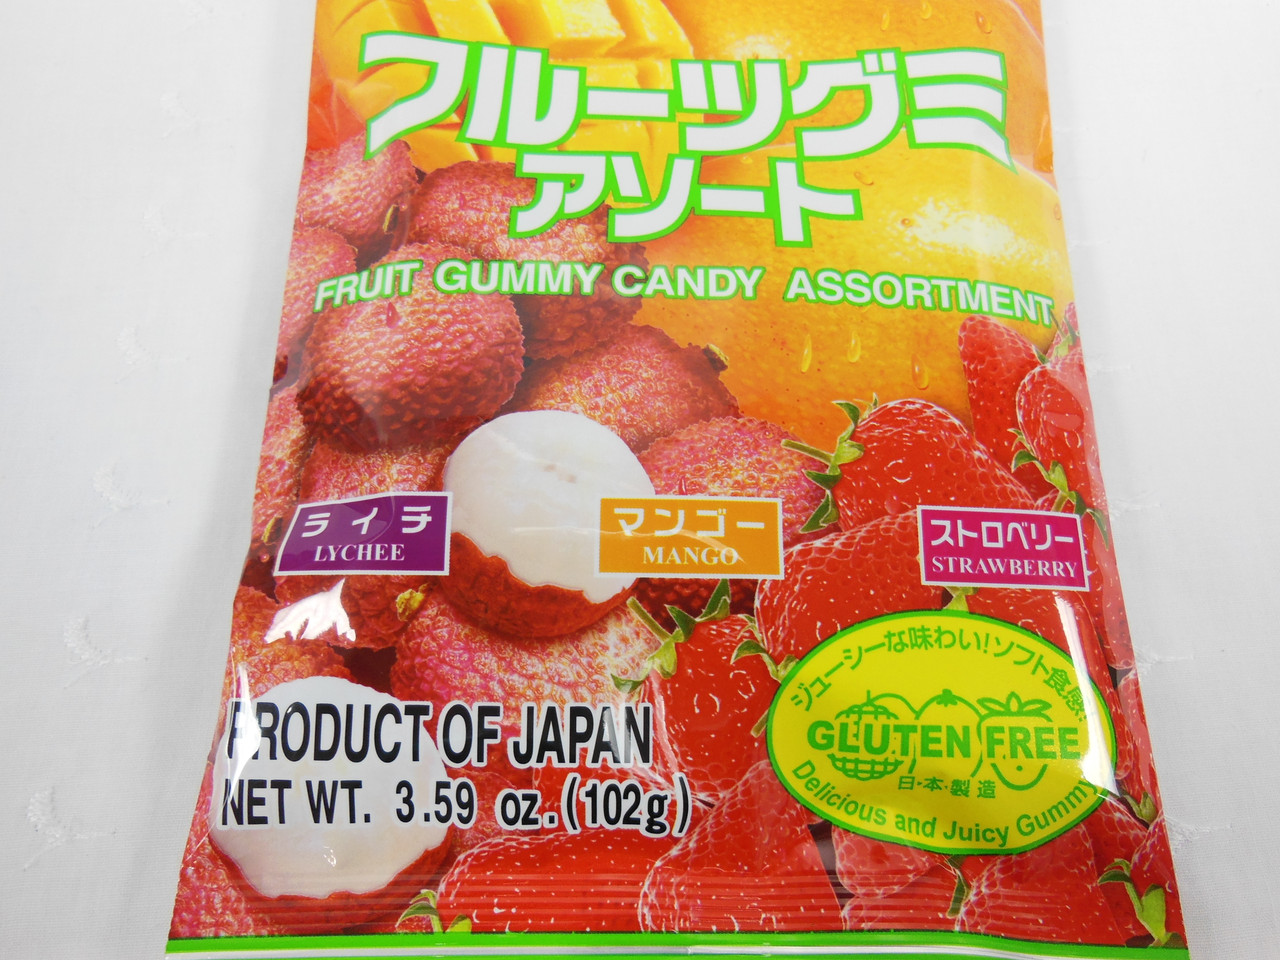 フルーツグミ
アソート
FRUIT GUMMY CANDY ASSORTMENT
ライチ
LYCHEE
マンゴー
MANGO
ストロベリー
STRAWBERRY
ジューシーな味わい!ソフト食感
GLUTEN FREE
日・本・製造
Delicious and Juicy Gummy
PRODUCT OF JAPAN
NET WT. 3.59 oz.(102g)